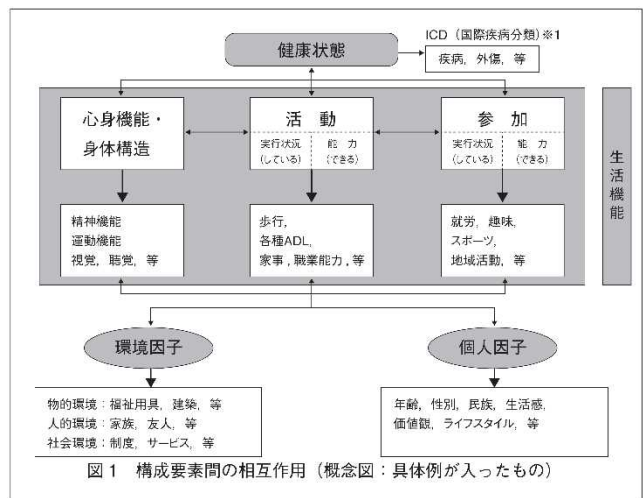 ICD（国際疾病分類）※1
健康状態
疾病，外傷，等
心身機能・
身体構造
活 動
実行状況
（している）
能 力
（できる）
参 加
実行状況
（している）
能 力
（できる）
生活機能
精神機能
運動機能
視覚，聴覚，等
歩行，
各種ADL，
家事，職業能力，等
就労，趣味，
スポーツ，
地域活動，等
環境因子
個人因子
物的環境：福祉用具，建築，等
人的環境：家族，友人，等
社会環境：制度，サービス，等
年齢，性別，民族，生活感，
価値観，ライフスタイル，等
図1 構成要素間の相互作用（概念図：具体例が入ったもの）